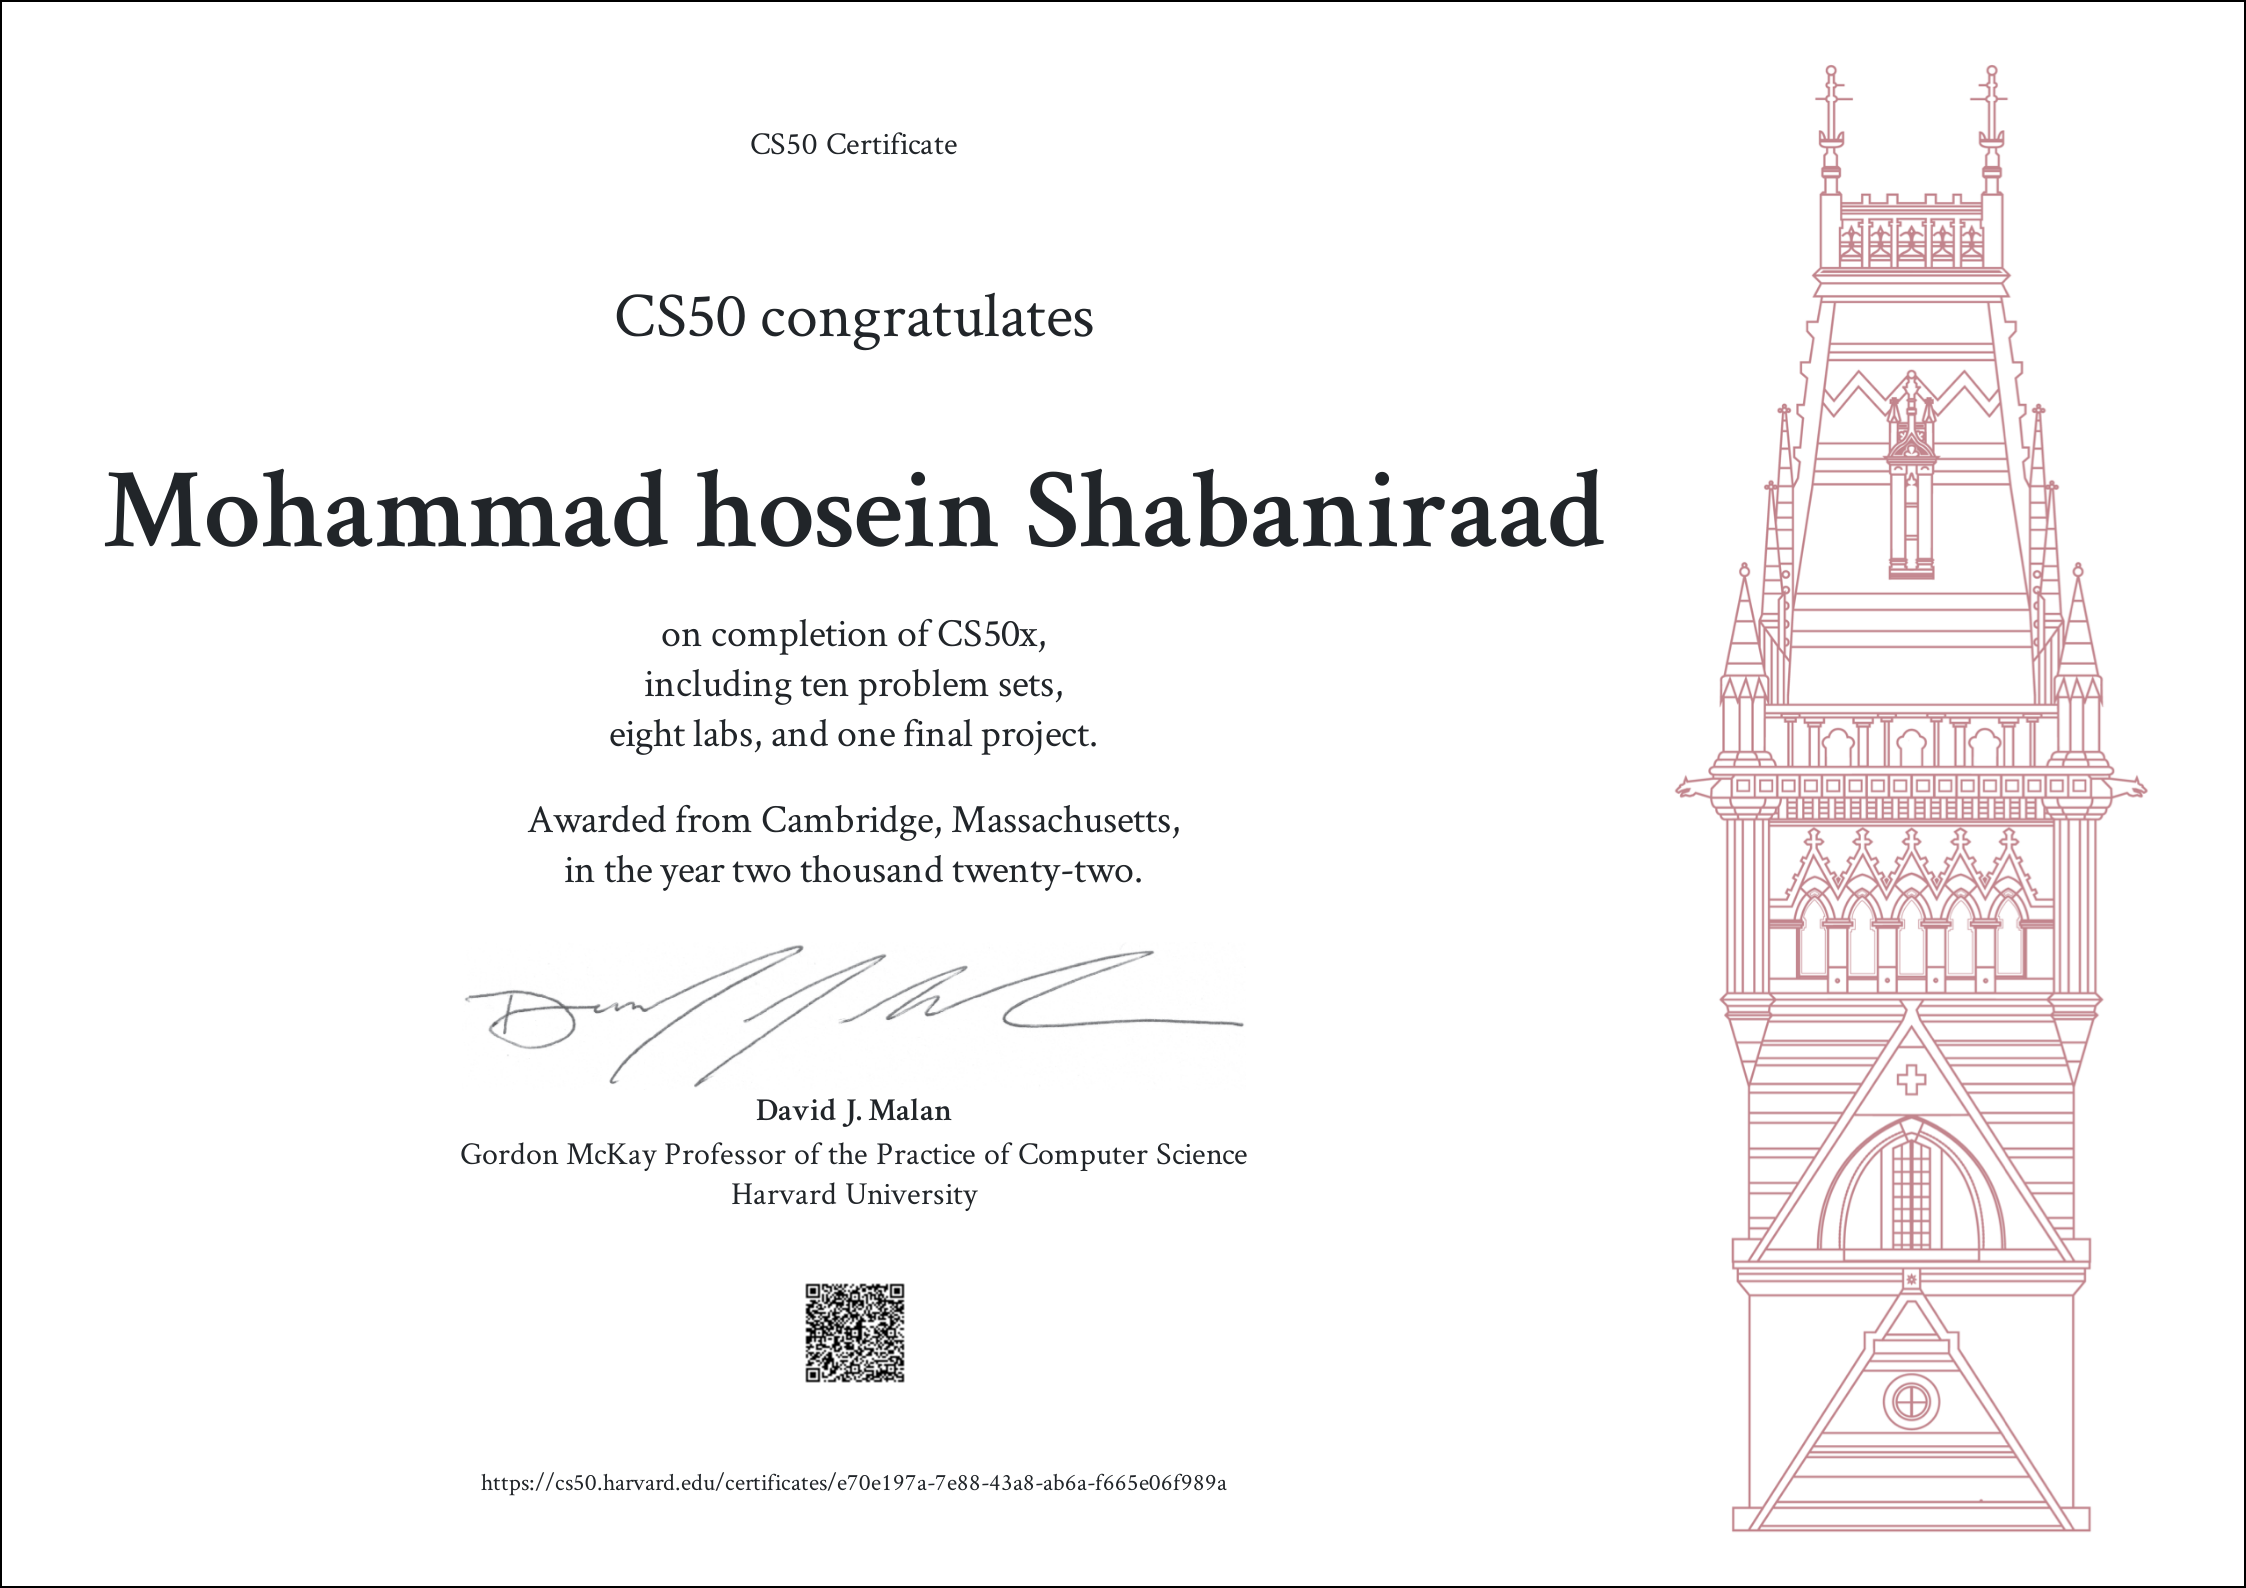 CS50 Certificate
CS50 congratulates
Mohammad hosein Shabaniraad
on completion of CS50x,
including ten problem sets,
eight labs, and one final project.
Awarded from Cambridge, Massachusetts,
in the year two thousand twenty-two.
David J. Malan
Gordon McKay Professor of the Practice of Computer Science
Harvard University
https://cs50.harvard.edu/certificates/e70e197a-7e88-43a8-ab6a-f665e06f989a